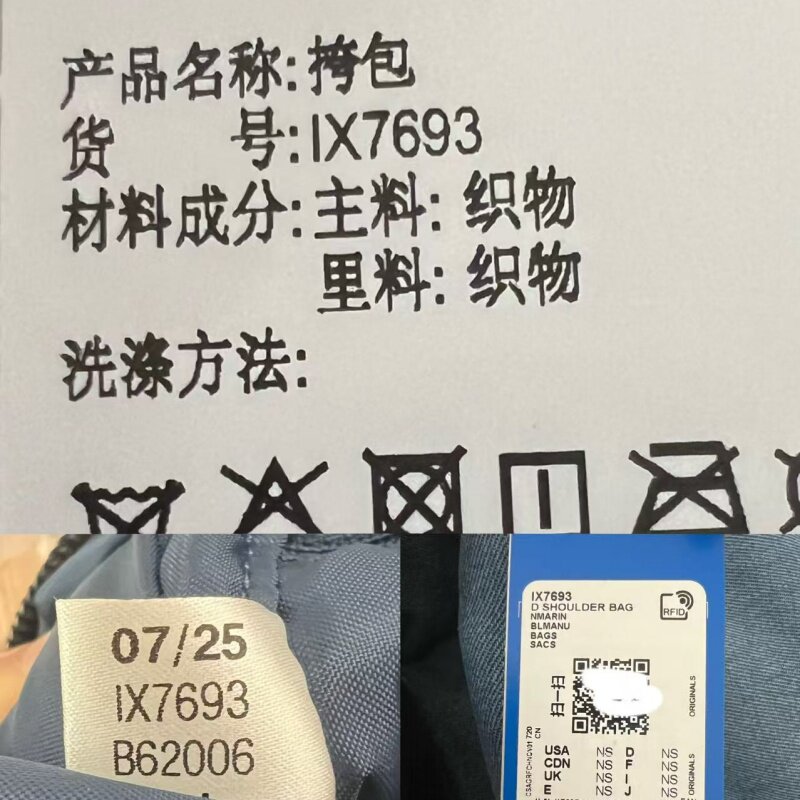 产品名称: 挎包
货 号: IX7693
材料成分: 主料: 织物
里料: 织物
洗涤方法:
07/25
IX7693
B62006
IX7693
D SHOULDER BAG
NMARIN
BLMANU
BAGS
SACS
RFID
扫一扫
ORIGINALS
CN
USA NS D NS
CDN NS F NS
UK NS I NS
E NS J NS
ORIGINALS